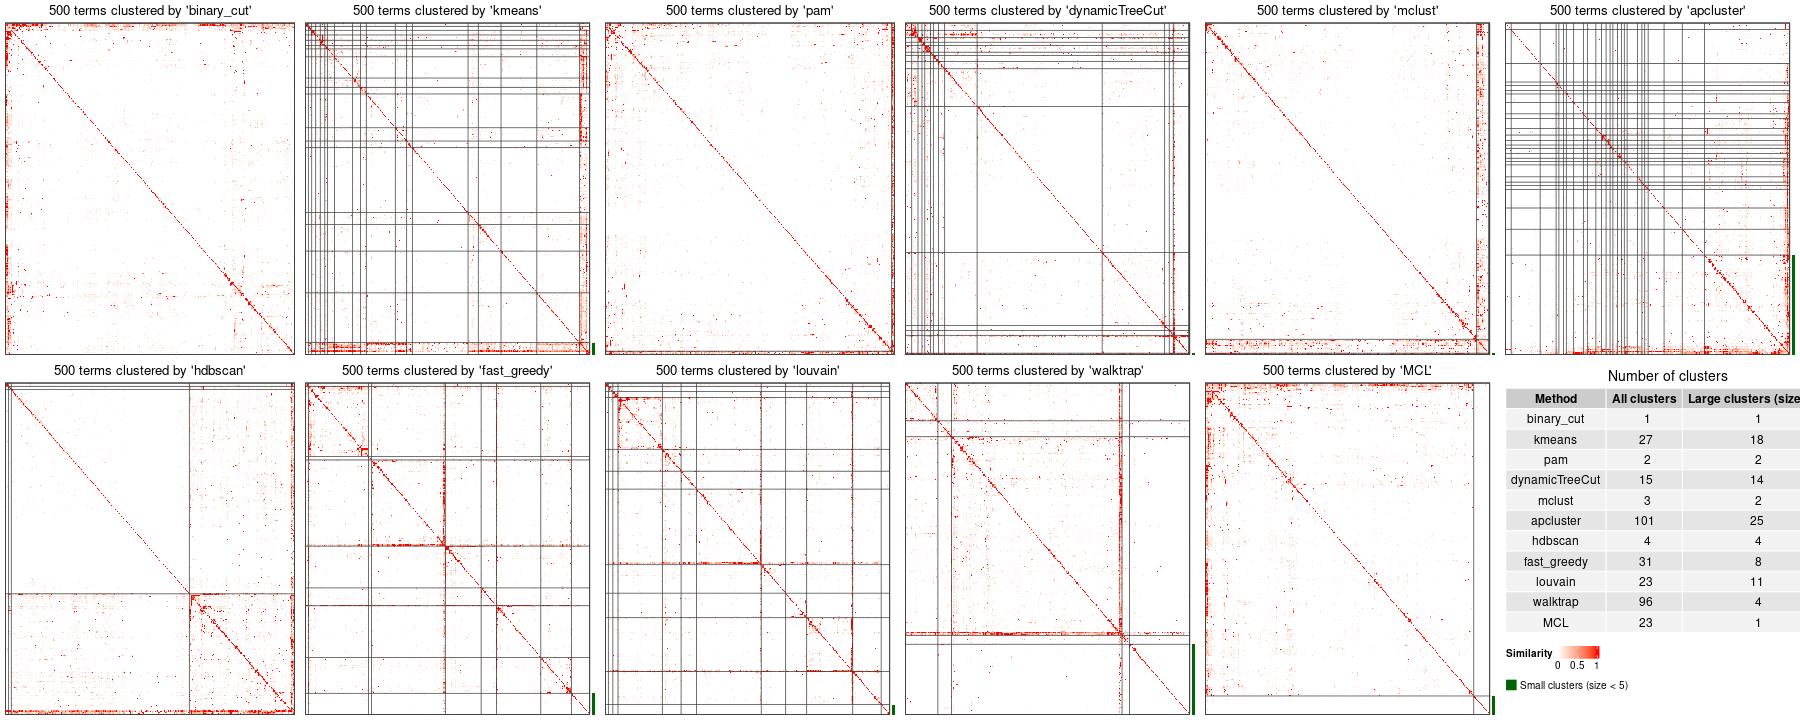 500 terms clustered by 'binary_cut'
500 terms clustered by 'kmeans'
500 terms clustered by 'pam'
500 terms clustered by 'dynamicTreeCut'
500 terms clustered by 'mclust'
500 terms clustered by 'apcluster'
500 terms clustered by 'hdbscan'
500 terms clustered by 'fast_greedy'
500 terms clustered by 'louvain'
500 terms clustered by 'walktrap'
500 terms clustered by 'MCL'
Number of clusters
Method All clusters Large clusters (size
binary_cut 1 1
kmeans 27 18
pam 2 2
dynamicTreeCut 15 14
mclust 3 2
apcluster 101 25
hdbscan 4 4
fast_greedy 31 8
louvain 23 11
walktrap 96 4
MCL 23 1
Similarity
0 0.5 1
Small clusters (size < 5)